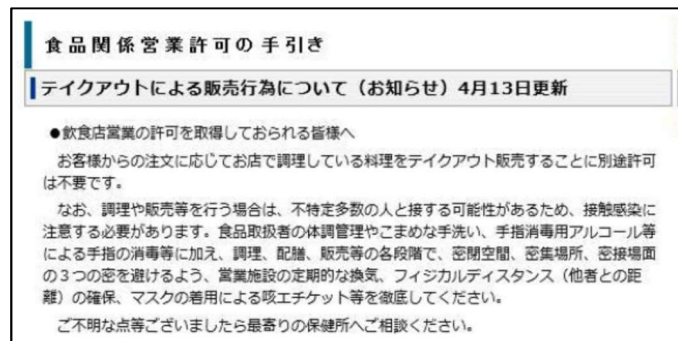 食品関係営業許可の手引き
テイクアウトによる販売行為について（お知らせ）4月13日更新
●飲食店営業の許可を取得しておられる皆様へ
お客様からの注文に応じてお店で調理している料理をテイクアウト販売することに別途許可
は不要です。
なお、調理や販売等を行う場合は、不特定多数の人と接する可能性があるため、接触感染に
注意する必要があります。食品取扱者の体調管理やこまめな手洗い、手指消毒用アルコール等
による手指の消毒等に加え、調理、配膳、販売等の各段階で、密閉空間、密集場所、密接場面
の３つの密を避けるよう、営業施設の定期的な換気、フィジカルディスタンス（他者との距
離）の確保、マスクの着用による咳エチケット等を徹底してください。
ご不明な点等ございましたら最寄りの保健所へご相談ください。